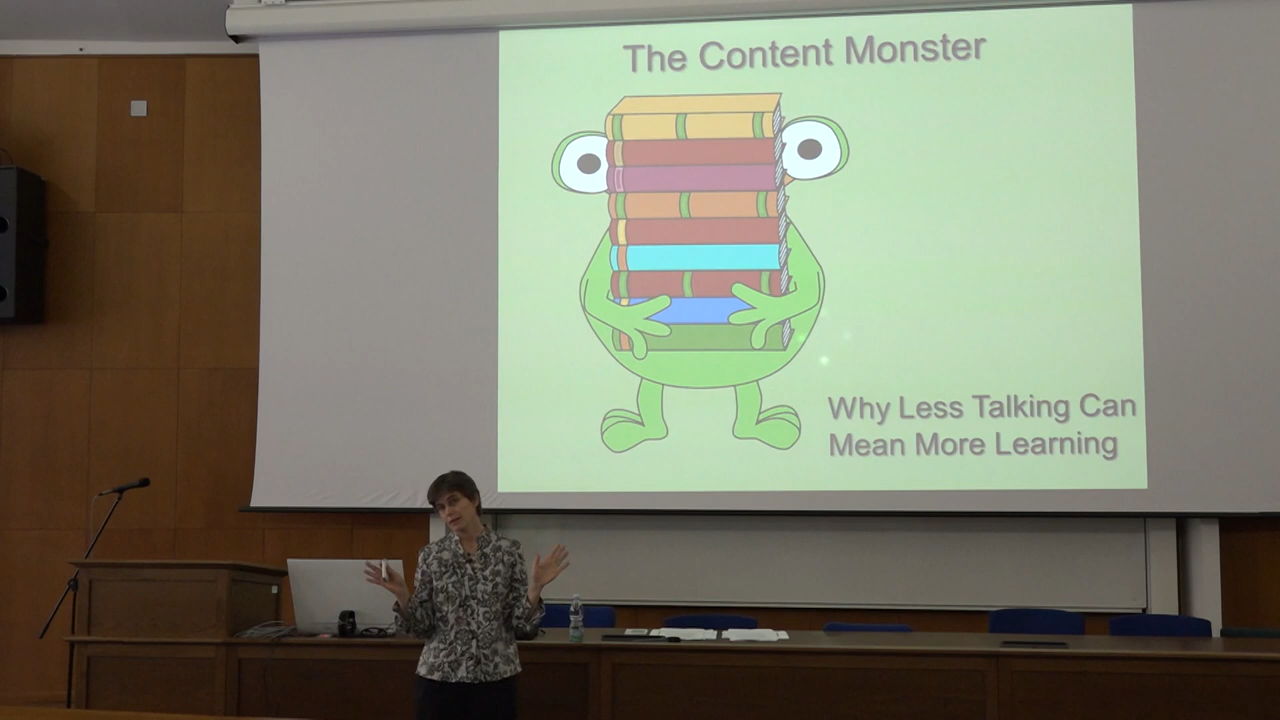 The Content Monster
Why Less Talking Can
Mean More Learning